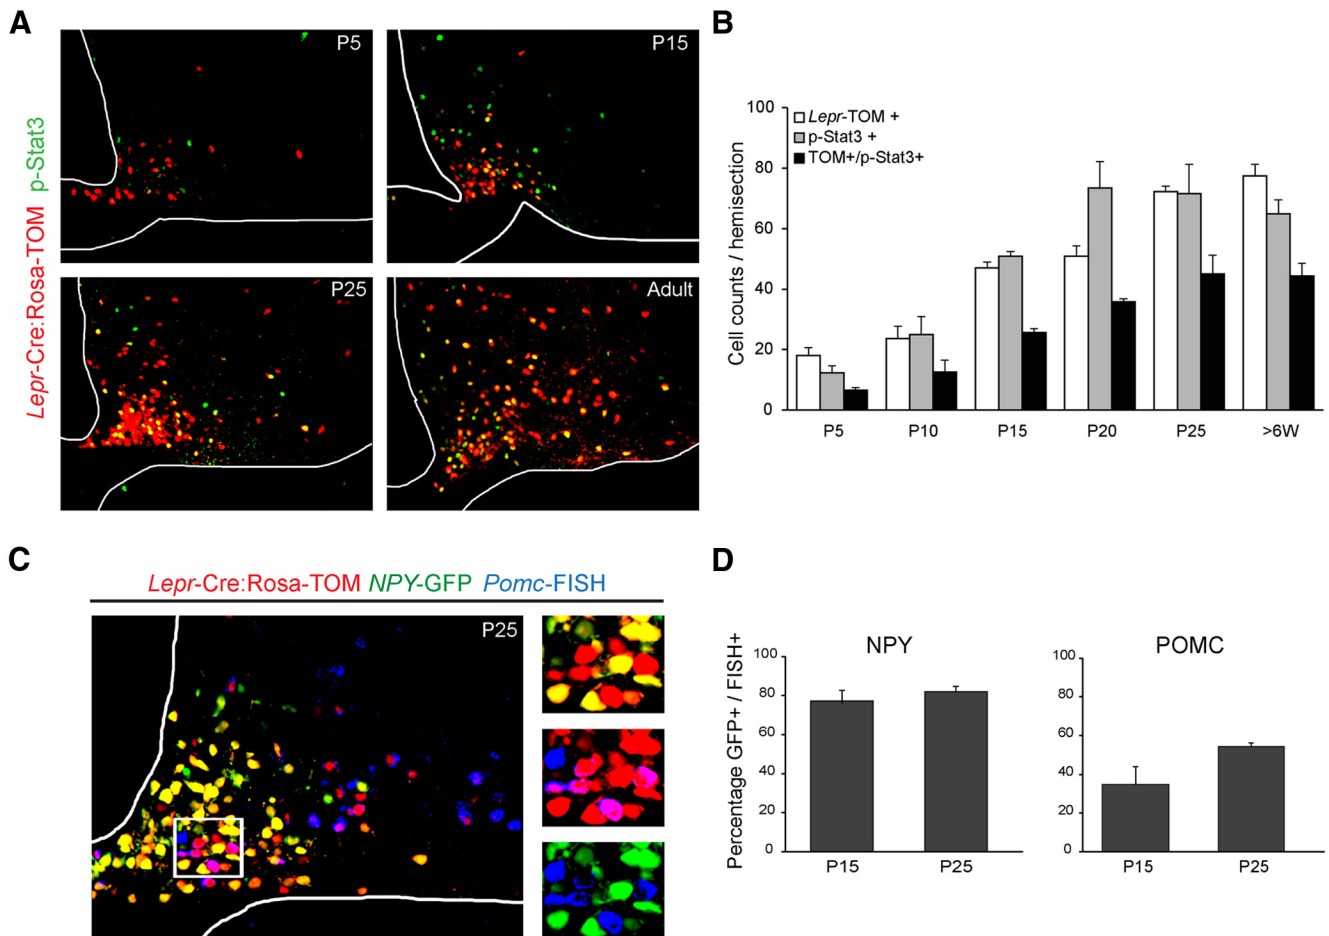 A
Lepr-Cre:Rosa-TOM p-Stat3
P5
P15
P25
Adult
B
Cell counts / hemisection
100
80
60
40
20
0
Lepr-TOM +
p-Stat3 +
TOM+/p-Stat3+
P5 P10 P15 P20 P25 >6W
C
Lepr-Cre:Rosa-TOM NPY-GFP Pomc-FISH
P25
D
Percentage GFP+ / FISH+
NPY
100
80
60
40
20
0
P15 P25
POMC
100
80
60
40
20
0
P15 P25